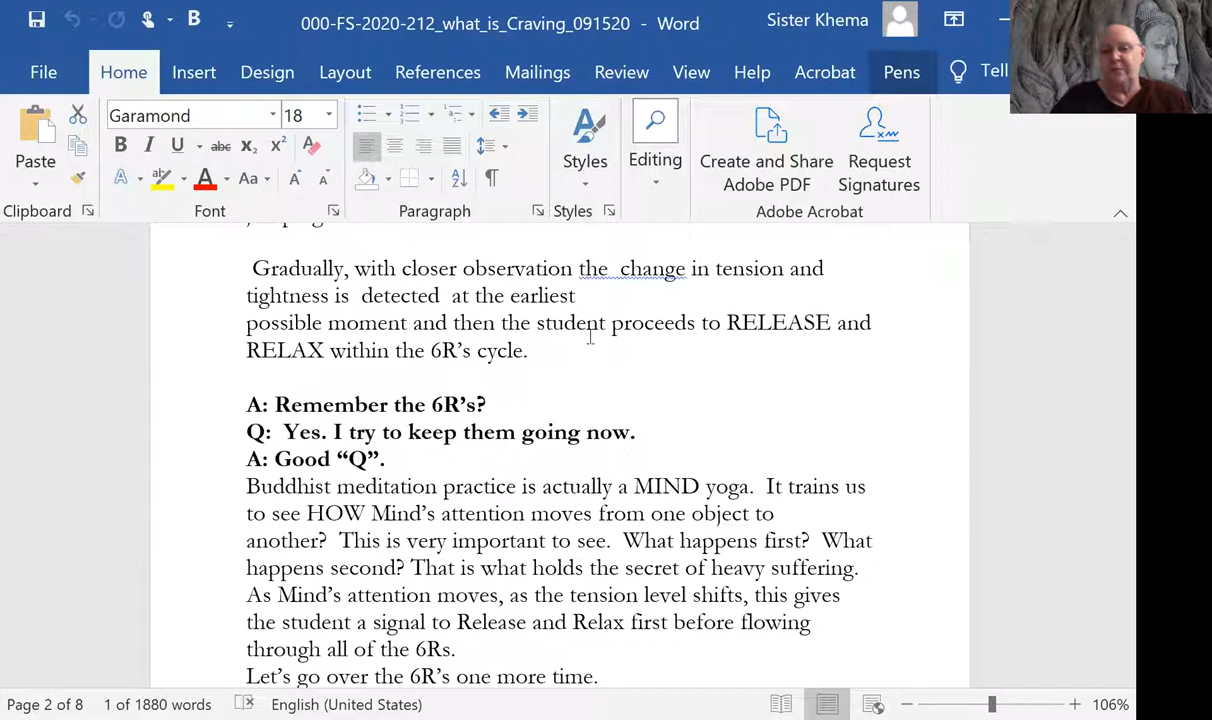 000-FS-2020-212_what_is_Craving_091520 - Word
Sister Khema
File Home Insert Design Layout References Mailings Review View Help Acrobat Pens Tell
Paste
Clipboard
Garamond 18
B I U abc x₂ x²
A A Aa A A
Font
Paragraph
Styles
Styles
Editing
Create and Share Adobe PDF
Request Signatures
Adobe Acrobat
Gradually, with closer observation the  change in tension and
tightness is  detected  at the earliest
possible moment and then the student proceeds to RELEASE and
RELAX within the 6R’s cycle.
A: Remember the 6R’s?
Q:  Yes. I try to keep them going now.
A: Good “Q”.
Buddhist meditation practice is actually a MIND yoga.  It trains us
to see HOW Mind’s attention moves from one object to
another?  This is very important to see.  What happens first?  What
happens second? That is what holds the secret of heavy suffering.
As Mind’s attention moves, as the tension level shifts, this gives
the student a signal to Release and Relax first before flowing
through all of the 6Rs.
Let’s go over the 6R’s one more time.
Page 2 of 8 1 of 1880 words English (United States) 106%